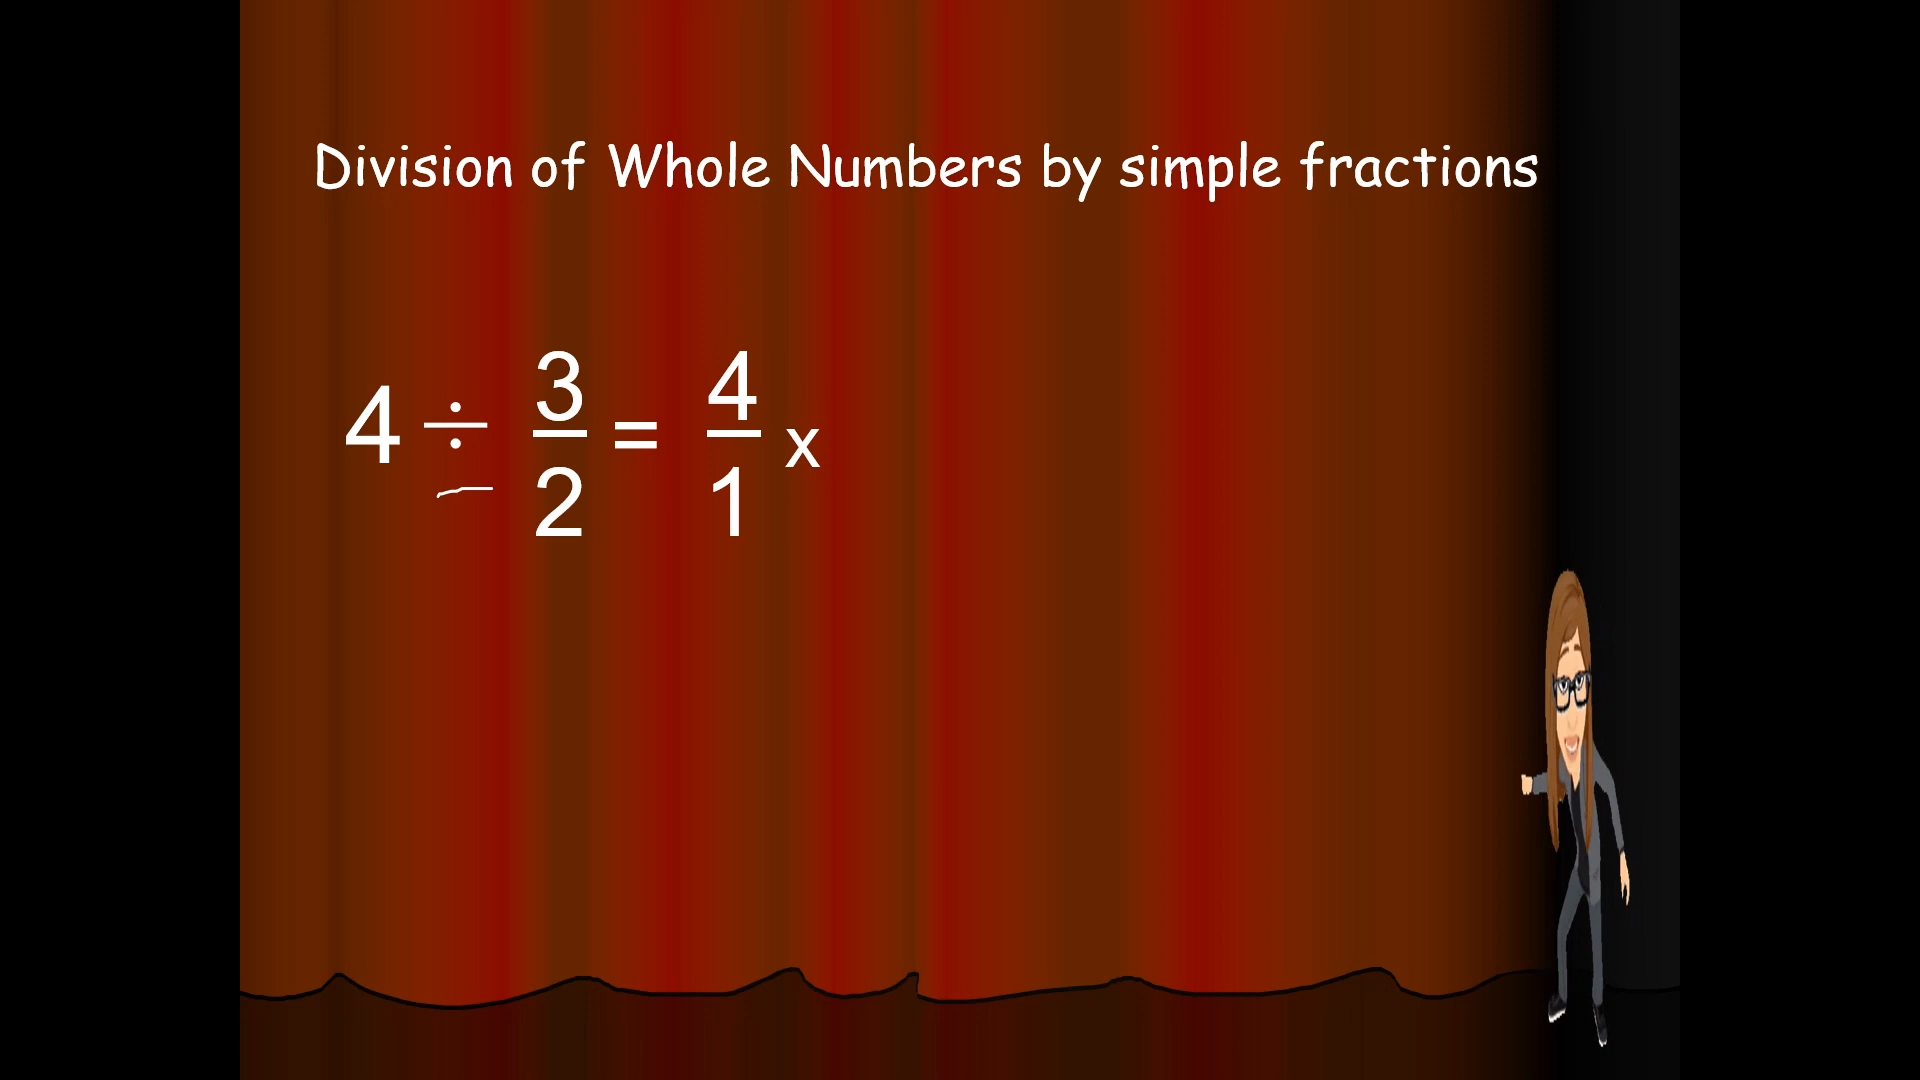 Division of Whole Numbers by simple fractions
4 ÷ 3/2 = 4/1 x